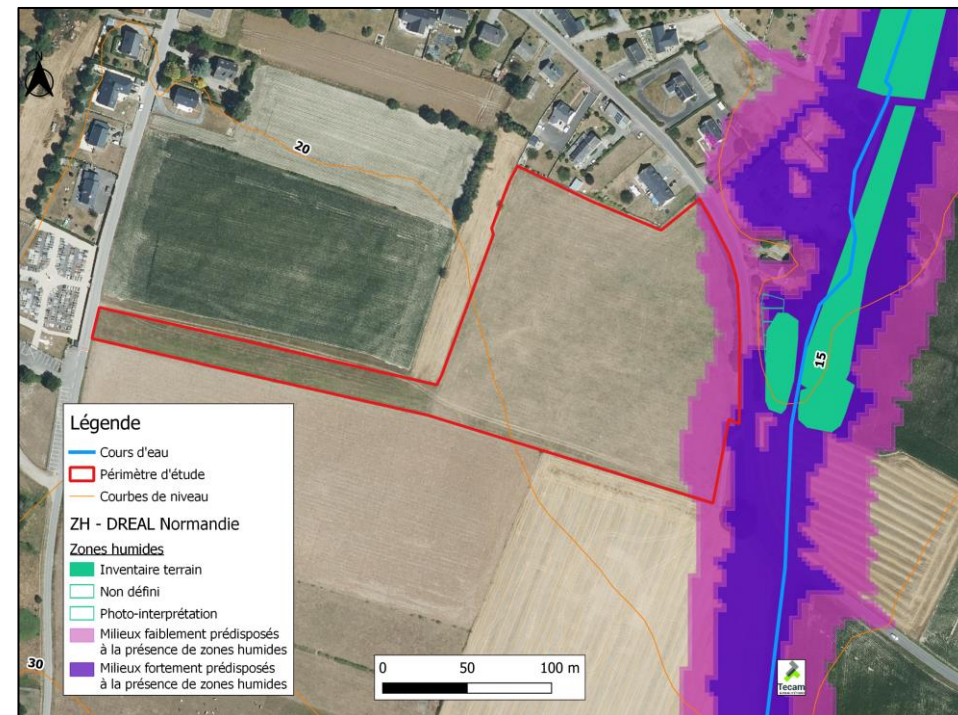 N
20
15
30
Légende
Cours d'eau
Périmètre d'étude
Courbes de niveau
ZH - DREAL Normandie
Zones humides
Inventaire terrain
Non défini
Photo-interprétation
Milieux faiblement prédisposés
à la présence de zones humides
Milieux fortement prédisposés
à la présence de zones humides
0 50 100 m
Tecam